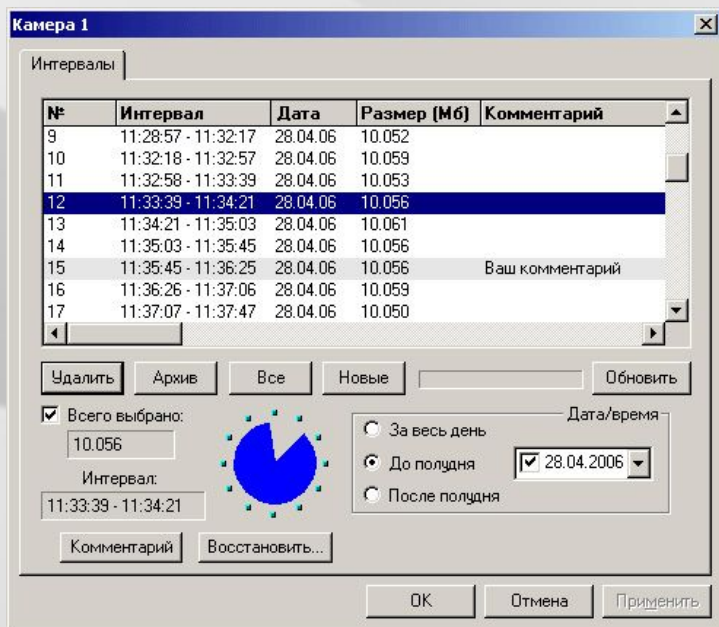 Камера 1
Интервалы
№ Интервал Дата Размер (Мб) Комментарий
9 11:28:57 - 11:32:17 28.04.06 10.052
10 11:32:18 - 11:32:57 28.04.06 10.059
11 11:32:58 - 11:33:39 28.04.06 10.053
12 11:33:39 - 11:34:21 28.04.06 10.056
13 11:34:21 - 11:35:03 28.04.06 10.061
14 11:35:03 - 11:35:45 28.04.06 10.056
15 11:35:45 - 11:36:25 28.04.06 10.056 Ваш комментарий
16 11:36:26 - 11:37:06 28.04.06 10.059
17 11:37:07 - 11:37:47 28.04.06 10.050
Удалить Архив Все Новые Обновить
Всего выбрано:
10.056
Интервал:
11:33:39 - 11:34:21
Дата/время
За весь день
До полудня 28.04.2006
После полудня
Комментарий Восстановить...
OK Отмена Применить